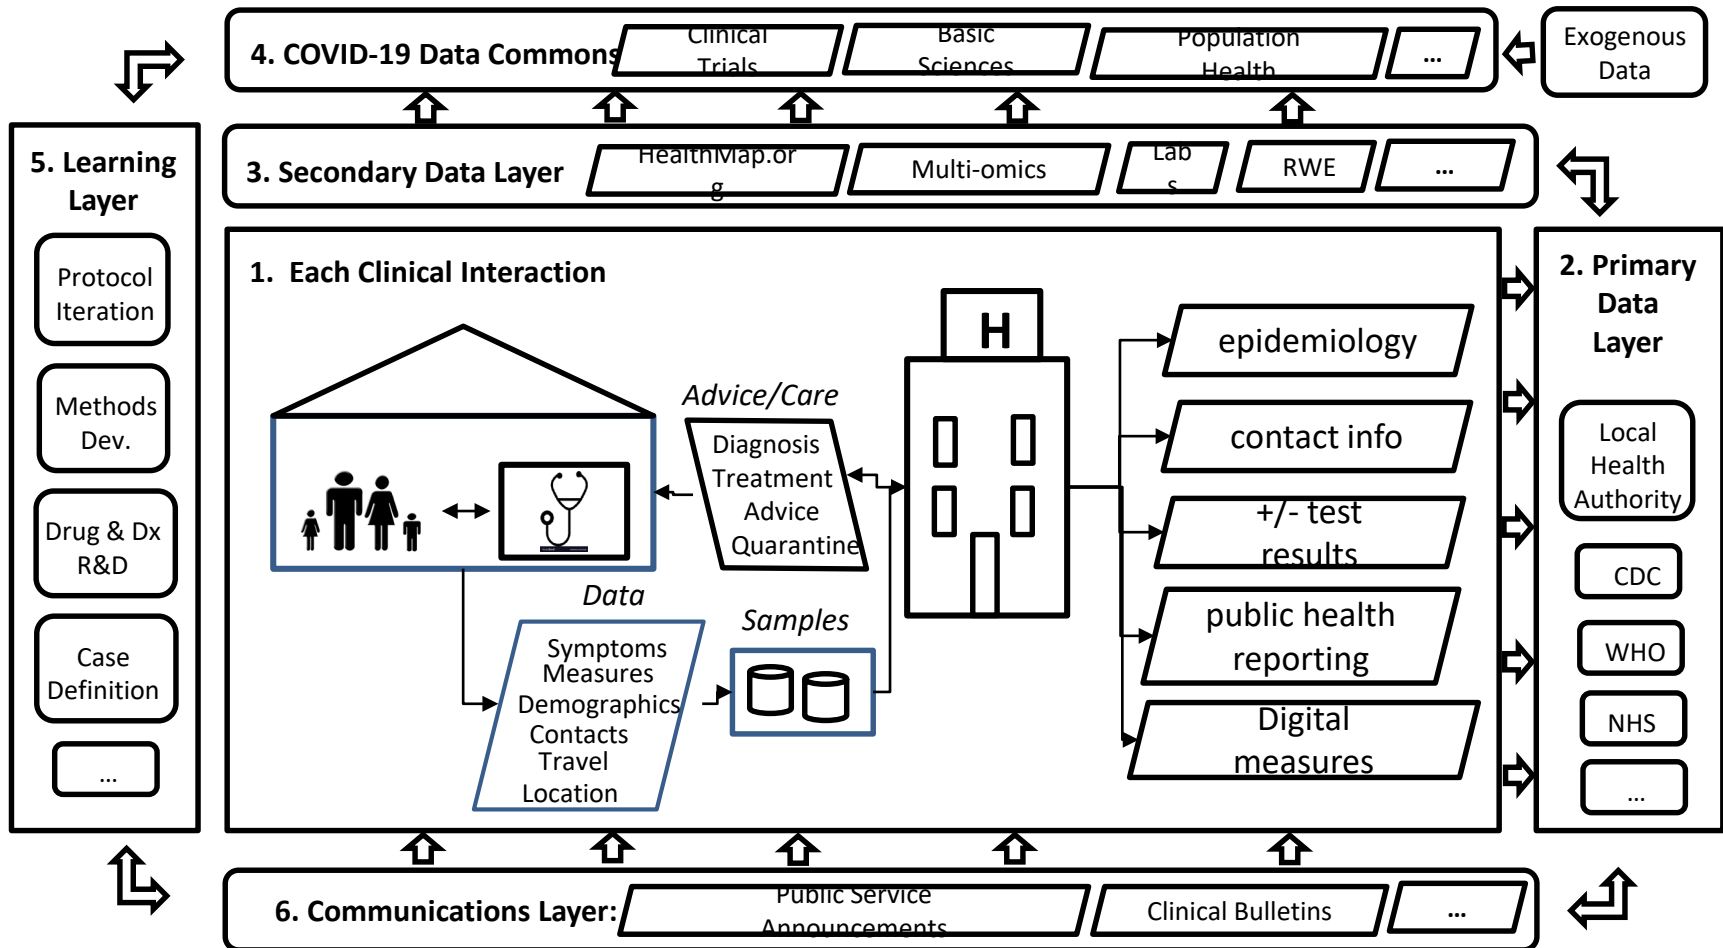 4. COVID-19 Data Commons
Clinical
Trials
Basic
Sciences
Population
Health
...
Exogenous
Data
3. Secondary Data Layer
HealthMap.or
g
Multi-omics
Lab
s
RWE
...
5. Learning
Layer
Protocol
Iteration
Methods
Dev.
Drug & Dx
R&D
Case
Definition
...
1. Each Clinical Interaction
H
Advice/Care
Diagnosis
Treatment
Advice
Quarantine
Data
Symptoms
Measures
Demographics
Contacts
Travel
Location
Samples
epidemiology
contact info
+/- test
results
public health
reporting
Digital
measures
2. Primary
Data
Layer
Local
Health
Authority
CDC
WHO
NHS
...
6. Communications Layer:
Public Service
Announcements
Clinical Bulletins
...